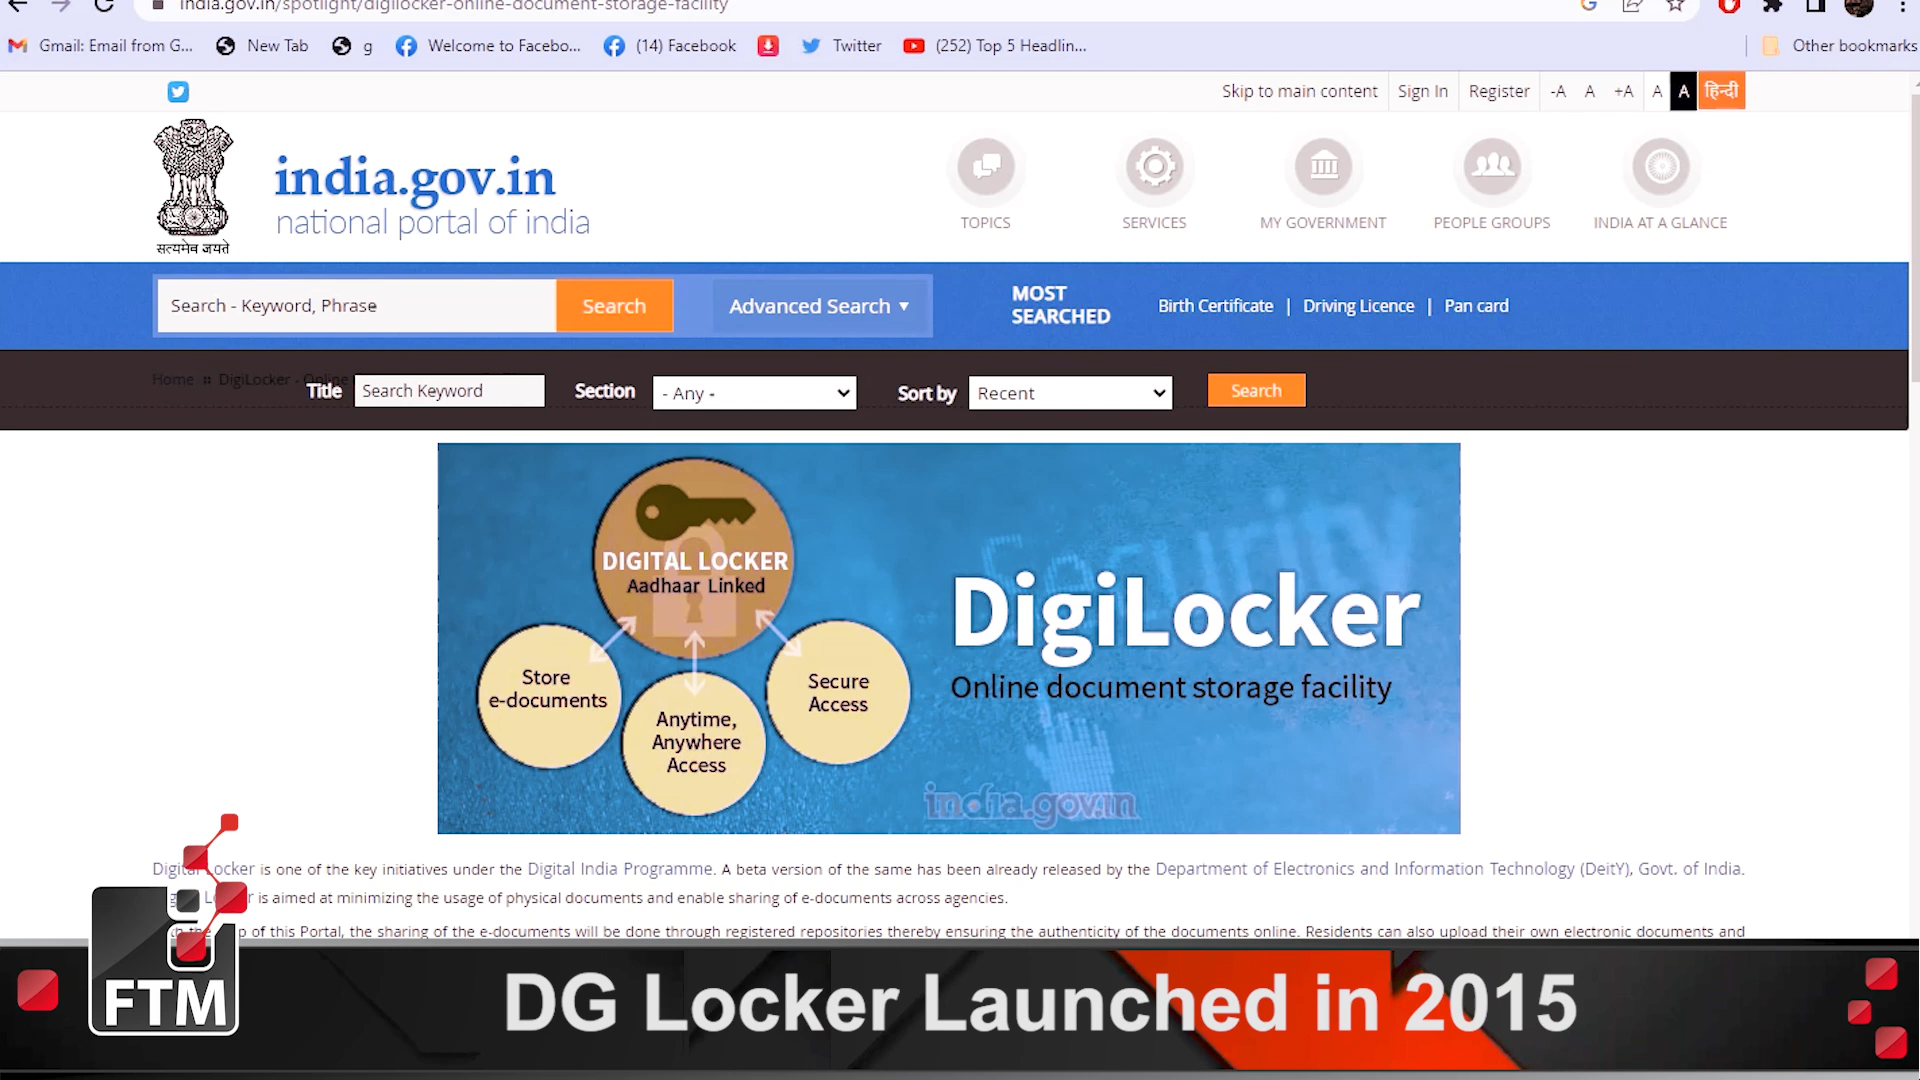 india.gov.in/spotlight/digilocker-online-document-storage-facility
Gmail: Email from G... New Tab g Welcome to Facebo... (14) Facebook Twitter (252) Top 5 Headlin... Other bookmarks
Skip to main content Sign In Register -A A +A A A हिन्दी
सत्यमेव जयते
india.gov.in
national portal of india
TOPICS SERVICES MY GOVERNMENT PEOPLE GROUPS INDIA AT A GLANCE
Search - Keyword, Phrase Search Advanced Search
MOST
SEARCHED
Birth Certificate | Driving Licence | Pan card
Home DigiLocker - Online
Title Search Keyword Section - Any - Sort by Recent Search
Security
DIGITAL LOCKER
Aadhaar Linked
Store
e-documents
Anytime,
Anywhere
Access
Secure
Access
DigiLocker
Online document storage facility
india.gov.in
Digital Locker is one of the key initiatives under the Digital India Programme. A beta version of the same has been already released by the Department of Electronics and Information Technology (DeitY), Govt. of India.
is aimed at minimizing the usage of physical documents and enable sharing of e-documents across agencies.
of this Portal, the sharing of the e-documents will be done through registered repositories thereby ensuring the authenticity of the documents online. Residents can also upload their own electronic documents and
g
FTM
DG Locker Launched in 2015